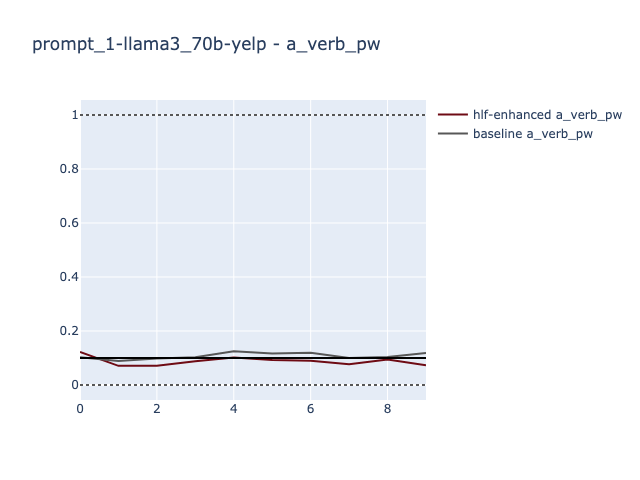 prompt_1-llama3_70b-yelp - a_verb_pw
hlf-enhanced a_verb_pw
baseline a_verb_pw
1
0.8
0.6
0.4
0.2
0
0 2 4 6 8